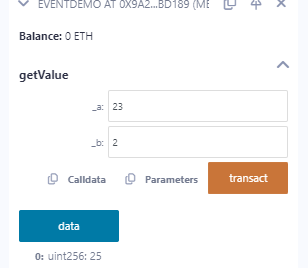 EVENTDEMO AT 0X9A2...BD189 (ME
Balance: 0 ETH
getValue
_a: 23
_b: 2
Calldata Parameters transact
data
0: uint256: 25